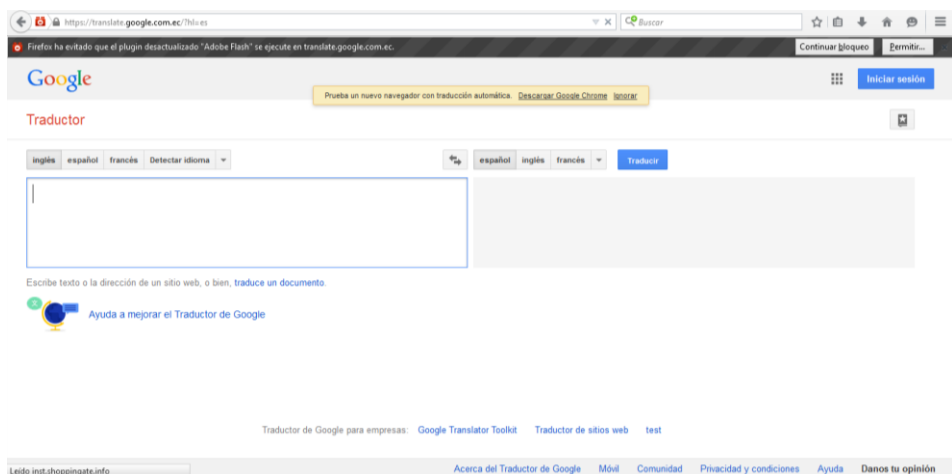 https://translate.google.com.ec/?hl=es
Buscar
Firefox ha evitado que el plugin desactualizado "Adobe Flash" se ejecute en translate.google.com.ec.
Continuar bloqueo Permitir...
Google
Iniciar sesión
Prueba un nuevo navegador con traducción automática. Descargar Google Chrome Ignorar
Traductor
inglés español francés Detectar idioma español inglés francés Traducir
Escribe texto o la dirección de un sitio web, o bien, traduce un documento.
Ayuda a mejorar el Traductor de Google
Traductor de Google para empresas: Google Translator Toolkit Traductor de sitios web test
Leído inst.shoppingate.info
Acerca del Traductor de Google Móvil Comunidad Privacidad y condiciones Ayuda Danos tu opinión